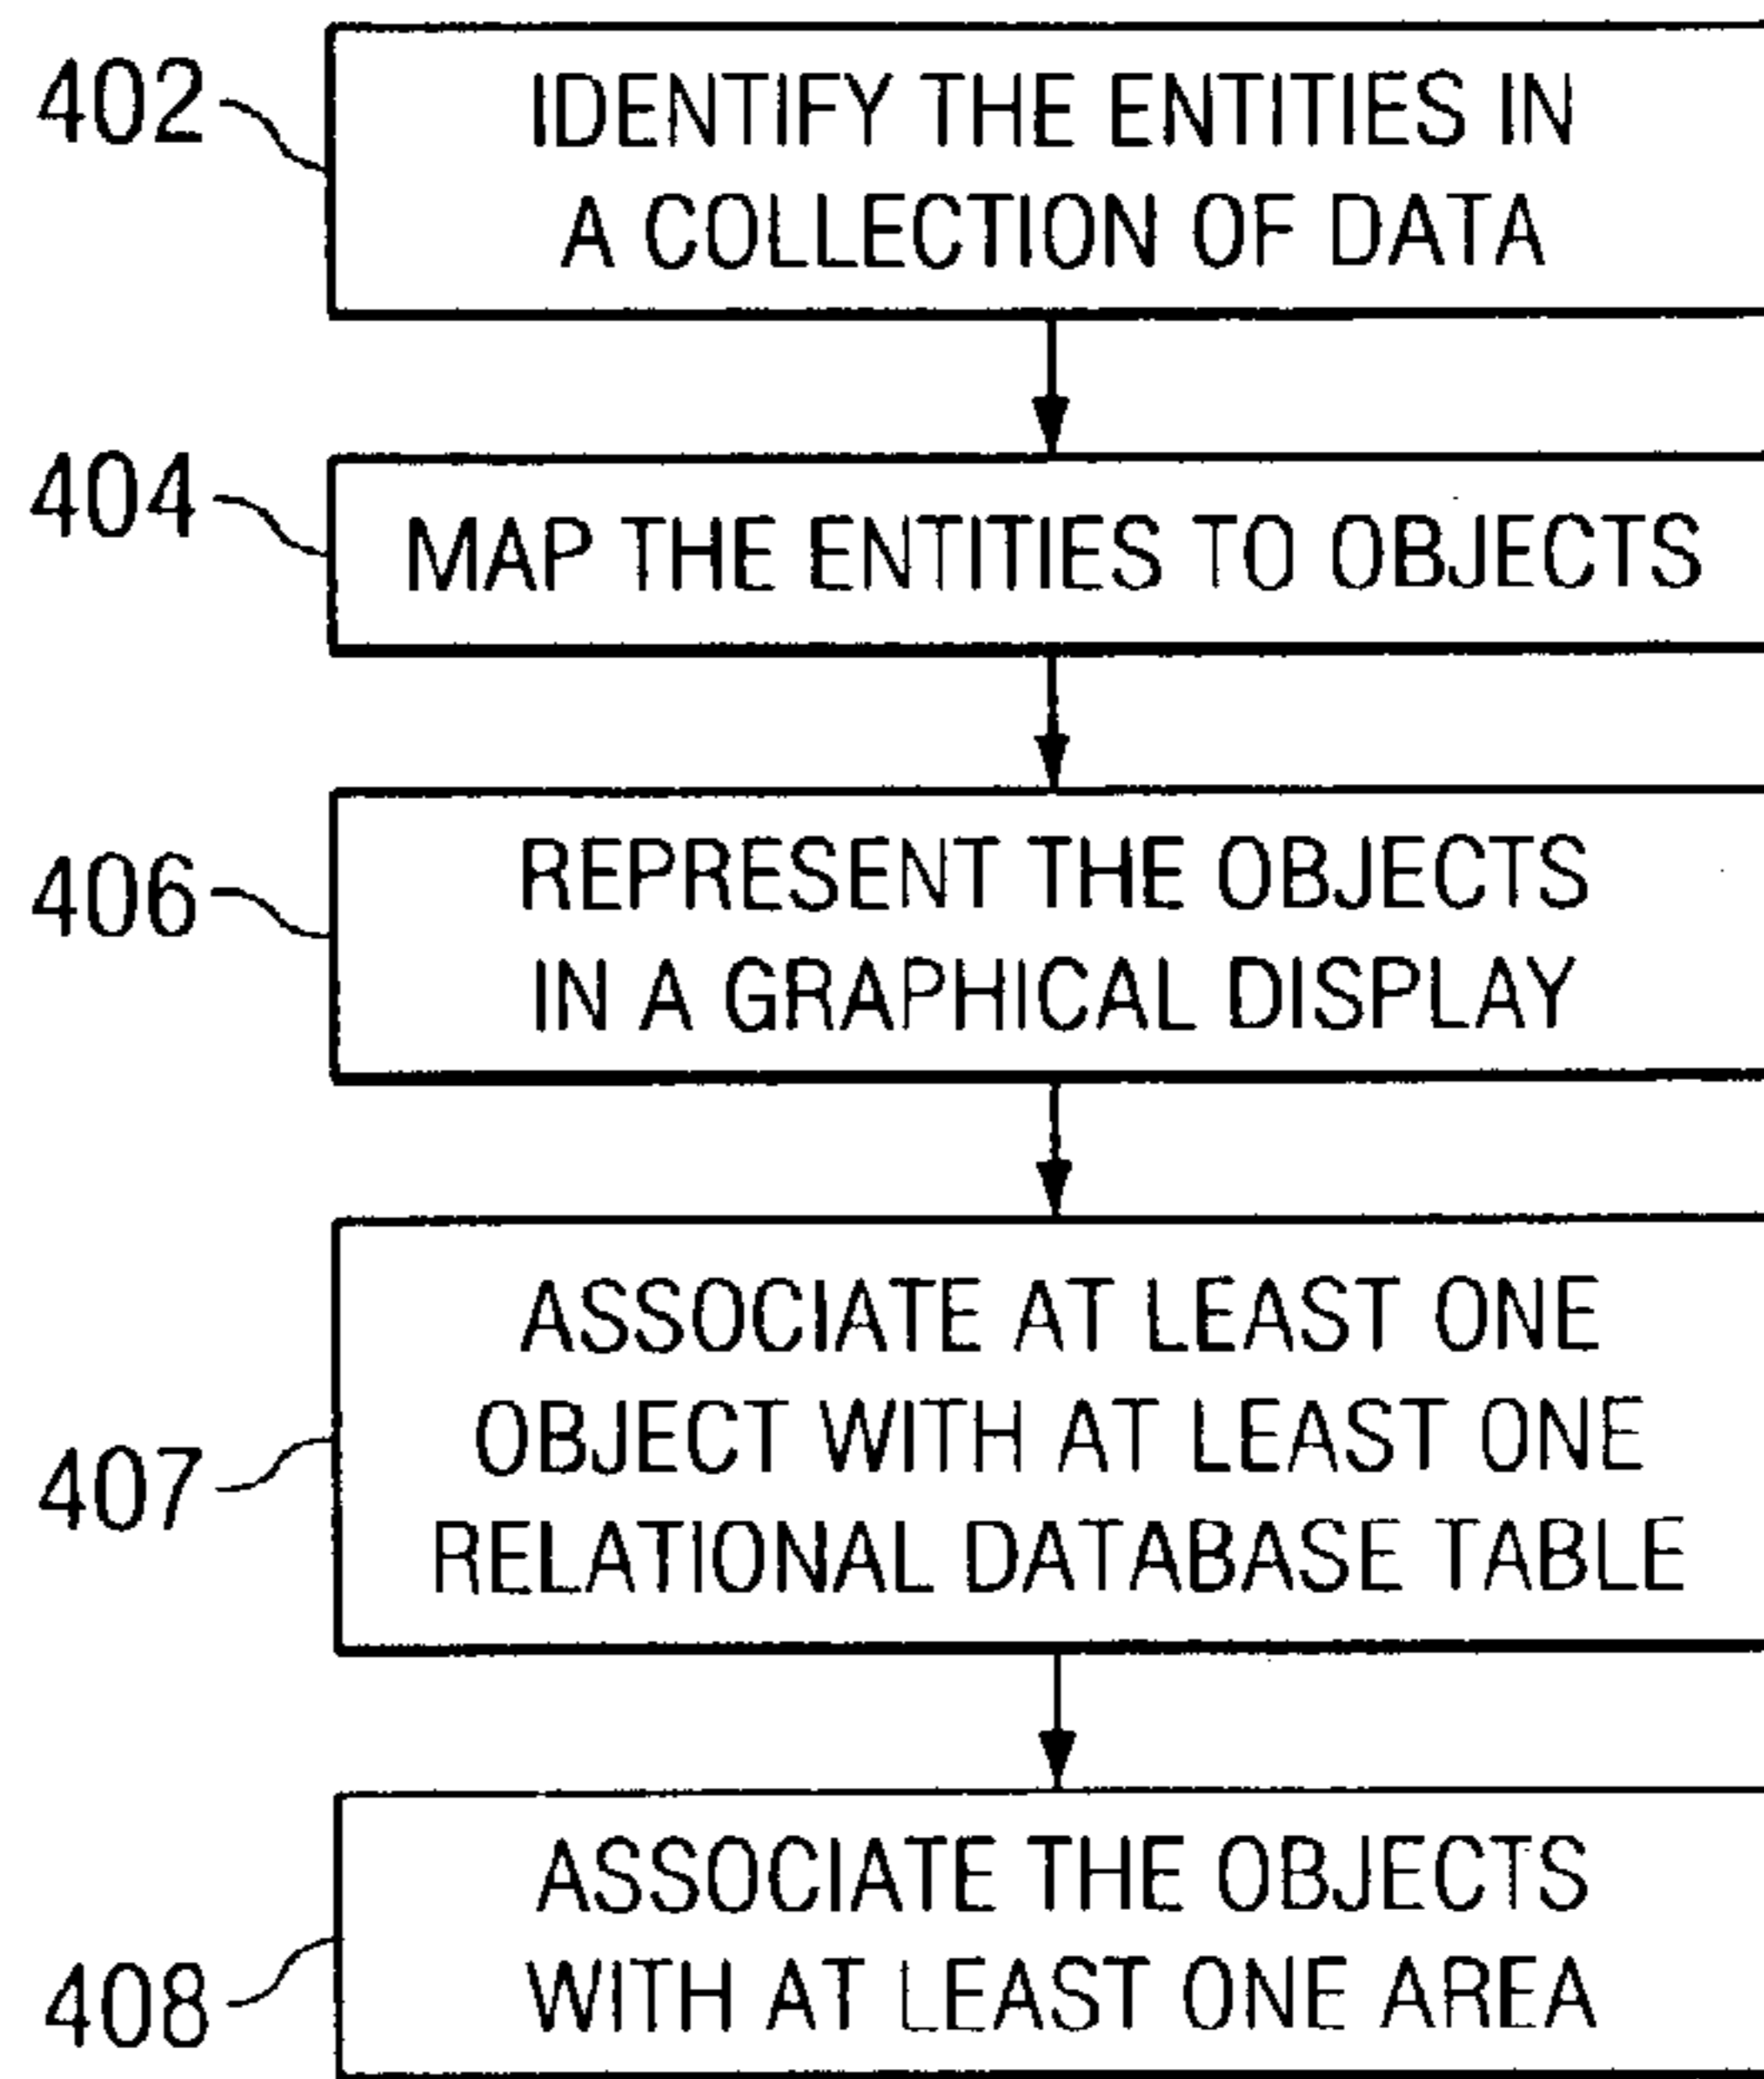 402
IDENTIFY THE ENTITIES IN
A COLLECTION OF DATA
404
MAP THE ENTITIES TO OBJECTS
406
REPRESENT THE OBJECTS
IN A GRAPHICAL DISPLAY
407
ASSOCIATE AT LEAST ONE
OBJECT WITH AT LEAST ONE
RELATIONAL DATABASE TABLE
408
ASSOCIATE THE OBJECTS
WITH AT LEAST ONE AREA